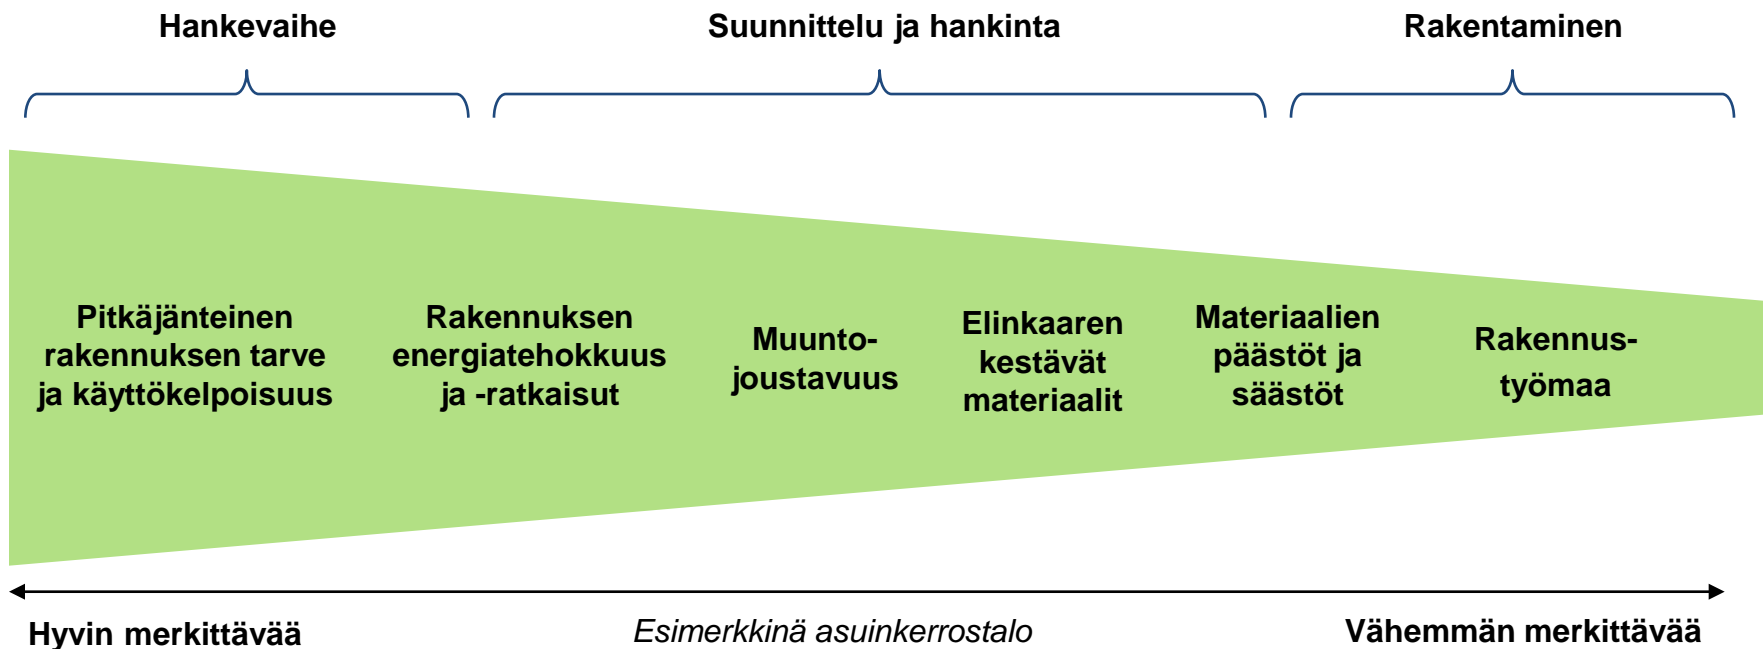 Hankevaihe
Suunnittelu ja hankinta
Rakentaminen
Pitkäjänteinen
rakennuksen tarve
ja käyttökelpoisuus
Rakennuksen
energiatehokkuus
ja -ratkaisut
Muunto-
joustavuus
Elinkaaren
kestävät
materiaalit
Materiaalien
päästöt ja
säästöt
Rakennus-
työmaa
Hyvin merkittävää
Esimerkkinä asuinkerrostalo
Vähemmän merkittävää